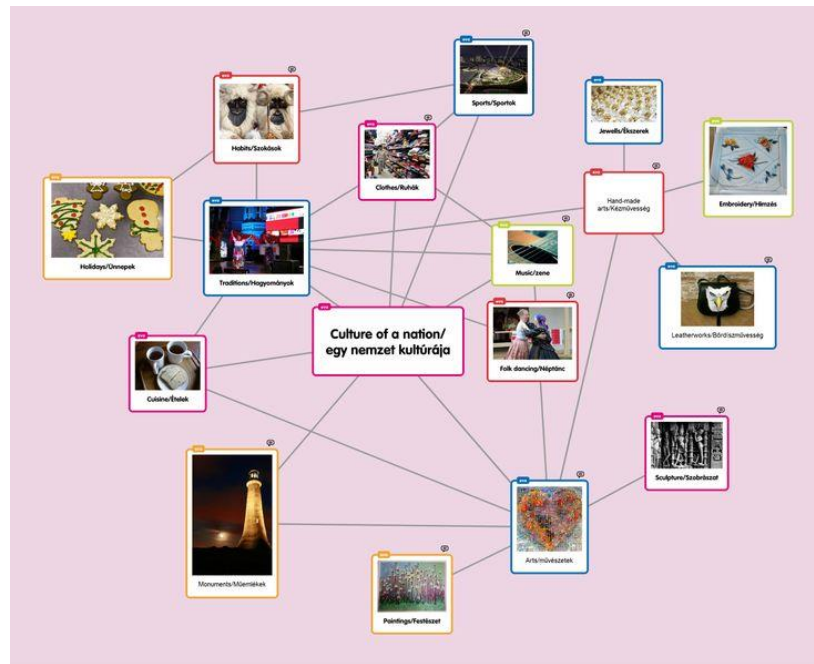 Sports/Sportok
Habits/Szokások
Jewells/Ékszerek
Clothes/Ruhák
Hand-made
arts/Kézművesség
Embroidery/Hímzés
Holidays/Ünnepek
Traditions/Hagyományok
Music/zene
Culture of a nation/
egy nemzet kultúrája
Leatherworks/Bőrdíszművesség
Folk dancing/Néptánc
Cuisine/Ételek
Sculpture/Szobrászat
Arts/művészetek
Monuments/Műemlékek
Paintings/Festészet